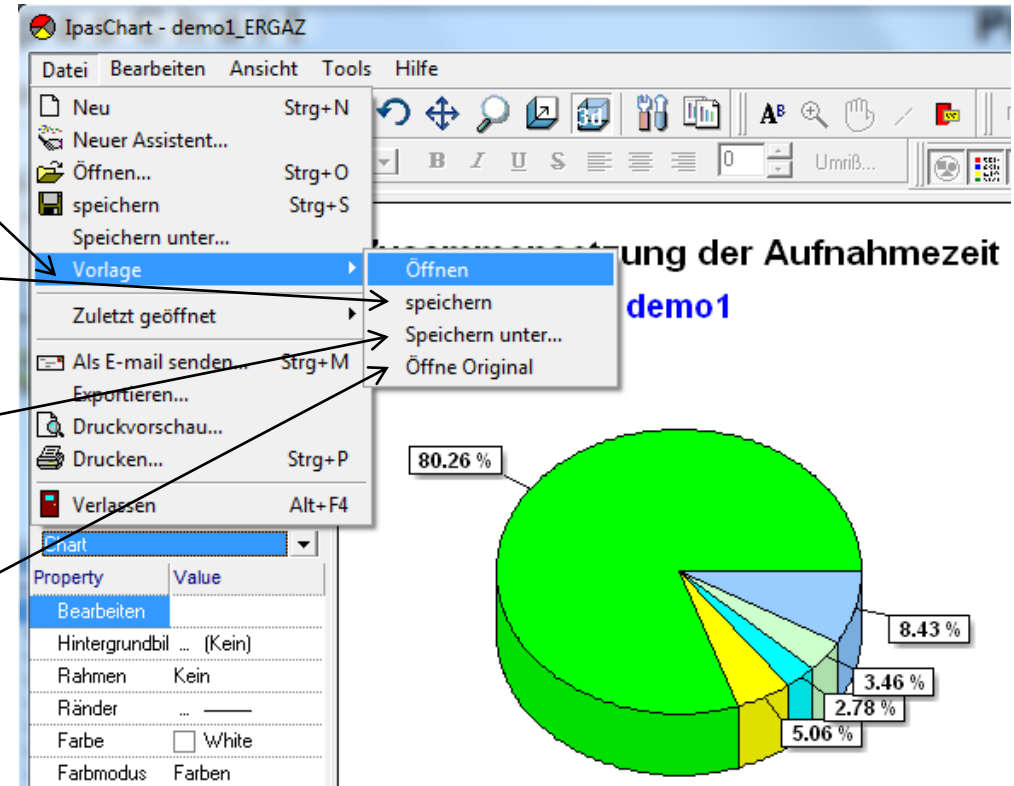 IpasChart - demo1_ERGAZ
Datei Bearbeiten Ansicht Tools Hilfe
Neu Strg+N
Neuer Assistent...
Öffnen... Strg+O
speichern Strg+S
Speichern unter...
Vorlage
Zuletzt geöffnet
Als E-mail senden... Strg+M
Exportieren...
Druckvorschau...
Drucken... Strg+P
Verlassen Alt+F4
Öffnen
speichern
Speichern unter...
Öffne Original
B I U S 0 Umriß...
Zusammensetzung der Aufnahmezeit
demo1
80.26 %
8.43 %
3.46 %
2.78 %
5.06 %
Chart
Property Value
Bearbeiten
Hintergrundbil ... (Kein)
Rahmen Kein
Ränder ...
Farbe White
Farbmodus Farben